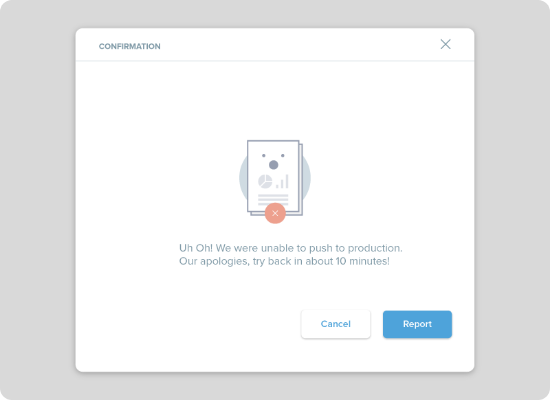 CONFIRMATION
Uh Oh! We were unable to push to production.
Our apologies, try back in about 10 minutes!
Cancel
Report